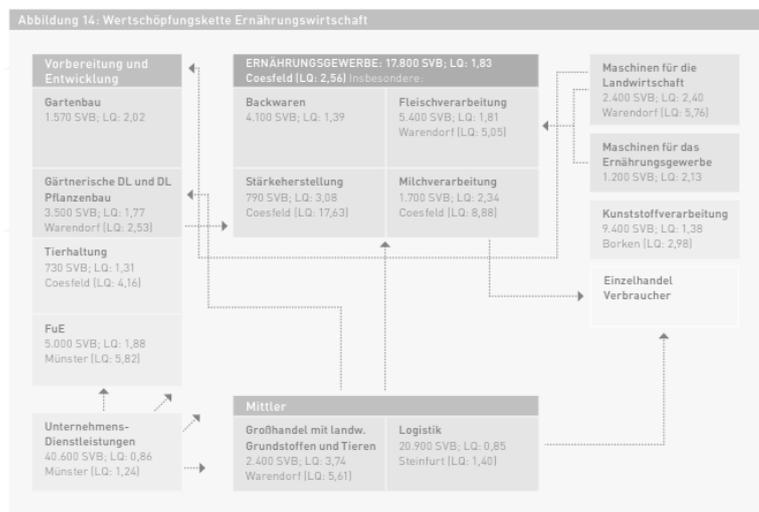 Abbildung 14: Wertschöpfungskette Ernährungswirtschaft
Vorbereitung und
Entwicklung
Gartenbau
1.570 SVB; LQ: 2,02
Gärtnerische DL und DL
Pflanzenbau
3.500 SVB; LQ: 1,77
Warendorf (LQ: 2,53)
Tierhaltung
730 SVB; LQ: 1,31
Coesfeld (LQ: 4,16)
FuE
5.000 SVB; LQ: 1,88
Münster (LQ: 5,82)
Unternehmens-
Dienstleistungen
40.600 SVB; LQ: 0,86
Münster (LQ: 1,24)
ERNÄHRUNGSGEWERBE: 17.800 SVB; LQ: 1,83
Coesfeld (LQ: 2,56) Insbesondere:
Backwaren
4.100 SVB; LQ: 1,39
Fleischverarbeitung
5.400 SVB; LQ: 1,81
Warendorf (LQ: 5,05)
Stärkeherstellung
790 SVB; LQ: 3,08
Coesfeld (LQ: 17,63)
Milchverarbeitung
1.700 SVB; LQ: 2,34
Coesfeld (LQ: 8,88)
Mittler
Großhandel mit landw.
Grundstoffen und Tieren
2.400 SVB; LQ: 3,74
Warendorf (LQ: 5,61)
Logistik
20.900 SVB; LQ: 0,85
Steinfurt (LQ: 1,40)
Maschinen für die
Landwirtschaft
2.400 SVB; LQ: 2,40
Warendorf (LQ: 5,76)
Maschinen für das
Ernährungsgewerbe
1.200 SVB; LQ: 2,13
Kunststoffverarbeitung
9.400 SVB; LQ: 1,38
Borken (LQ: 2,98)
Einzelhandel
Verbraucher